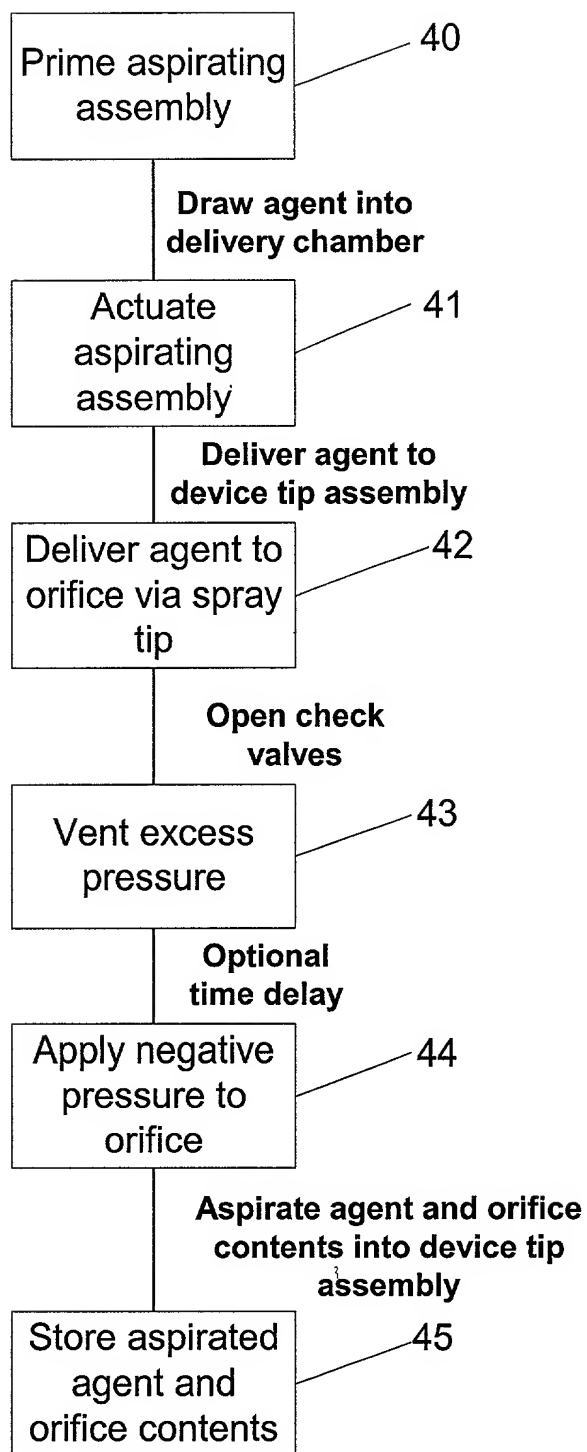 Prime aspirating
assembly
40
Draw agent into
delivery chamber
Actuate
aspirating
assembly
41
Deliver agent to
device tip assembly
Deliver agent to
orifice via spray
tip
42
Open check
valves
Vent excess
pressure
43
Optional
time delay
Apply negative
pressure to
orifice
44
Aspirate agent and orifice
contents into device tip
assembly
Store aspirated
agent and
orifice contents
45